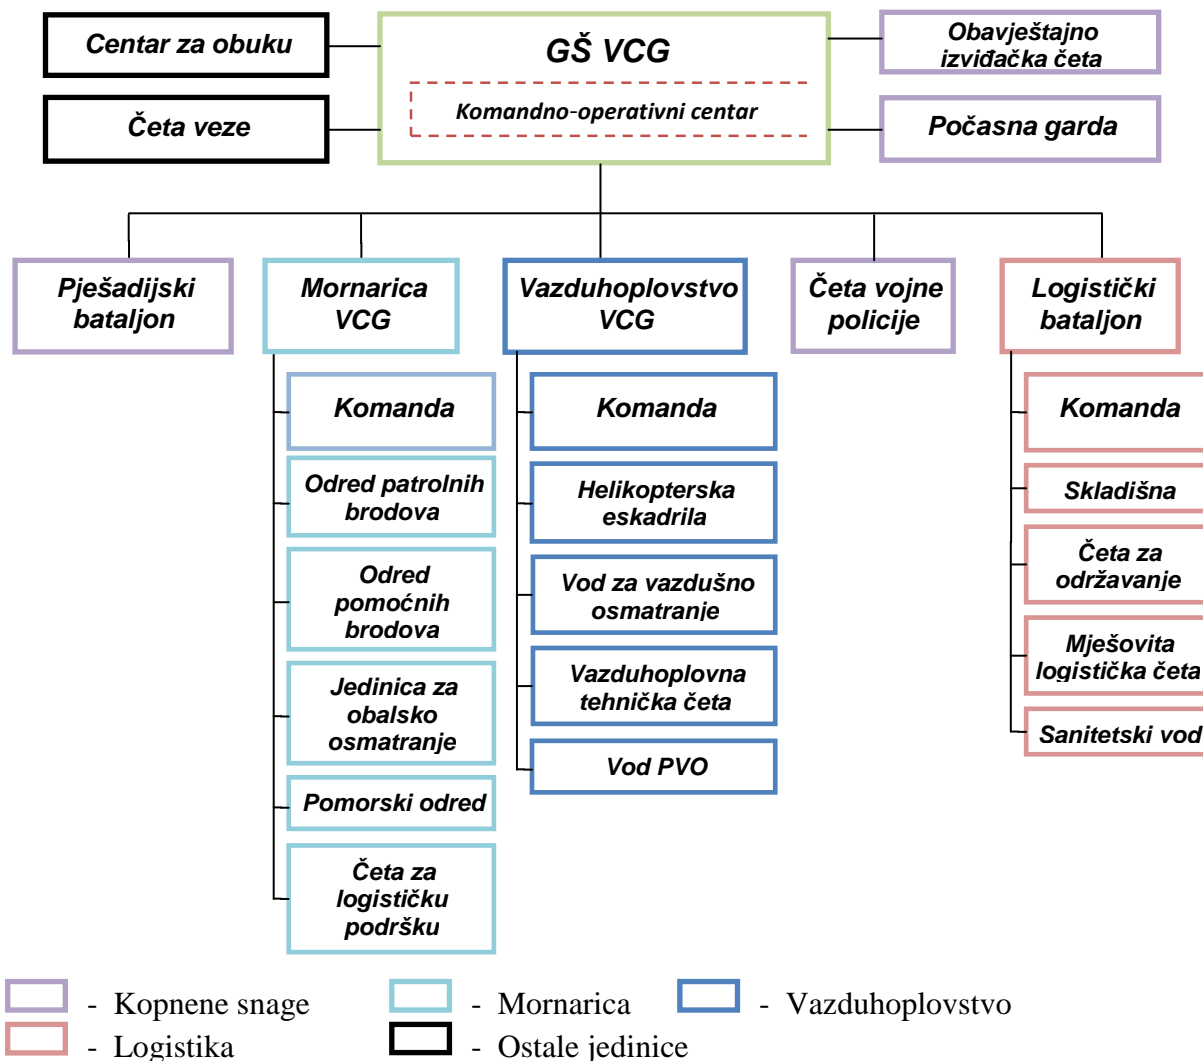 Centar za obuku
GŠ VCG
Obavještajno
izviđačka četa
Četa veze
Komandno-operativni centar
Počasna garda
Pješadijski
bataljon
Mornarica
VCG
Vazduhoplovstvo
VCG
Četa vojne
policije
Logistički
bataljon
Komanda
Odred patrolnih
brodova
Odred
pomoćnih
brodova
Jedinica za
obalsko
osmatranje
Pomorski odred
Četa za
logističku
podršku
Komanda
Helikopterska
eskadrila
Vod za vazdušno
osmatranje
Vazduhoplovna
tehnička četa
Vod PVO
Komanda
Skladišna
Četa za
održavanje
Mješovita
logistička četa
Sanitetski vod
- Kopnene snage
- Mornarica
- Vazduhoplovstvo
- Logistika
- Ostale jedinice